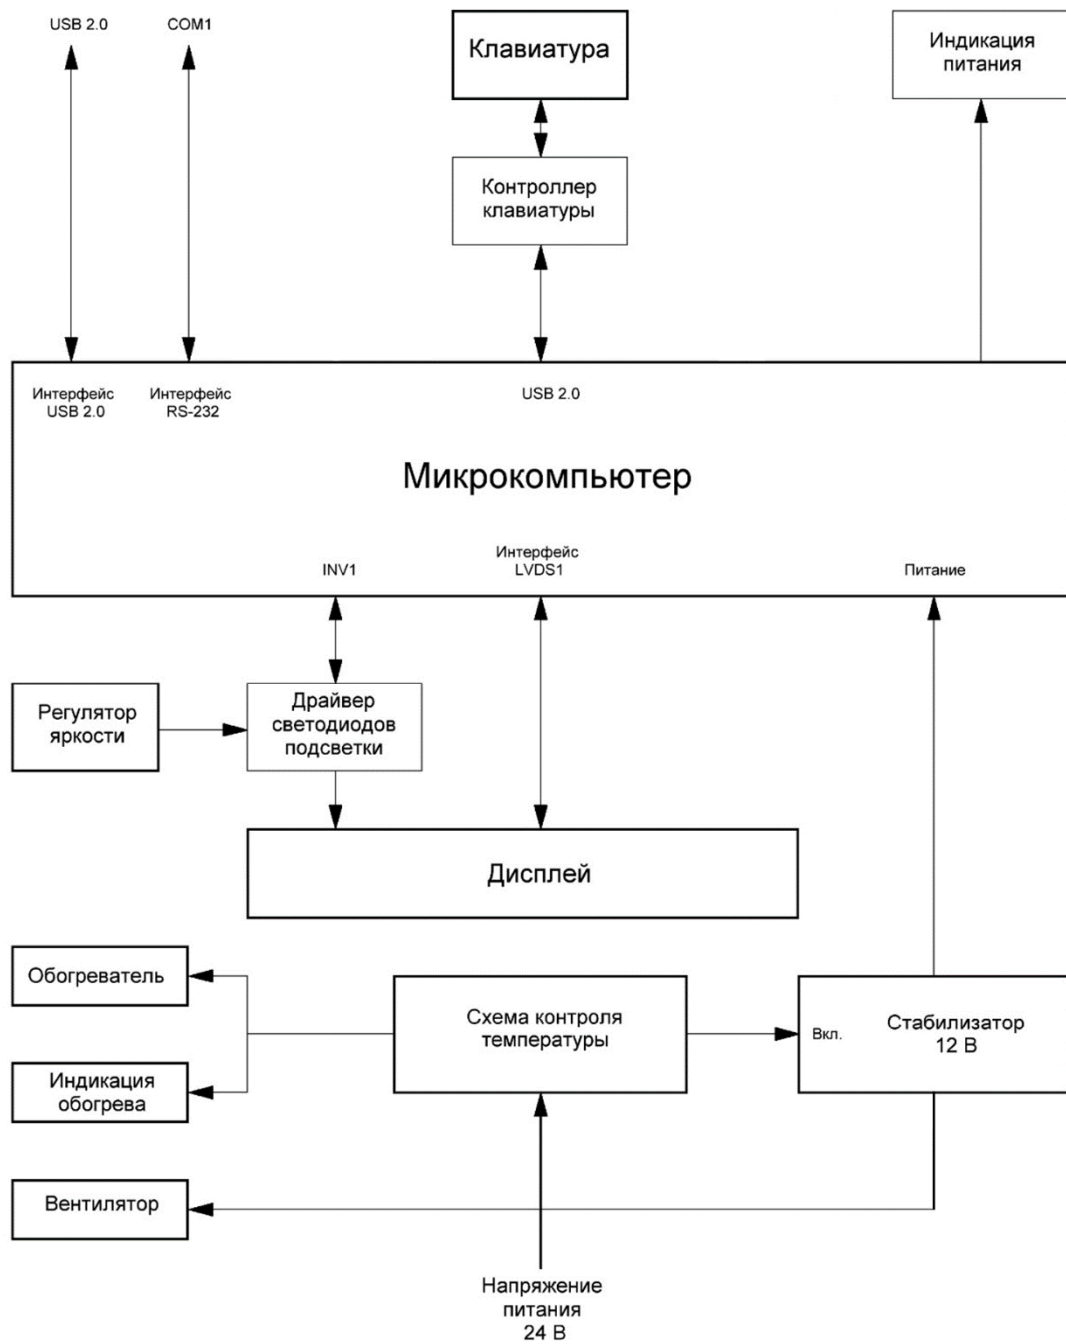 USB 2.0
COM1
Клавиатура
Индикация
питания
Контроллер
клавиатуры
Интерфейс
USB 2.0
Интерфейс
RS-232
USB 2.0
Микрокомпьютер
INV1
Интерфейс
LVDS1
Питание
Регулятор
яркости
Драйвер
светодиодов
подсветки
Дисплей
Обогреватель
Схема контроля
температуры
Вкл.
Стабилизатор
12 В
Индикация
обогрева
Вентилятор
Напряжение
питания
24 В